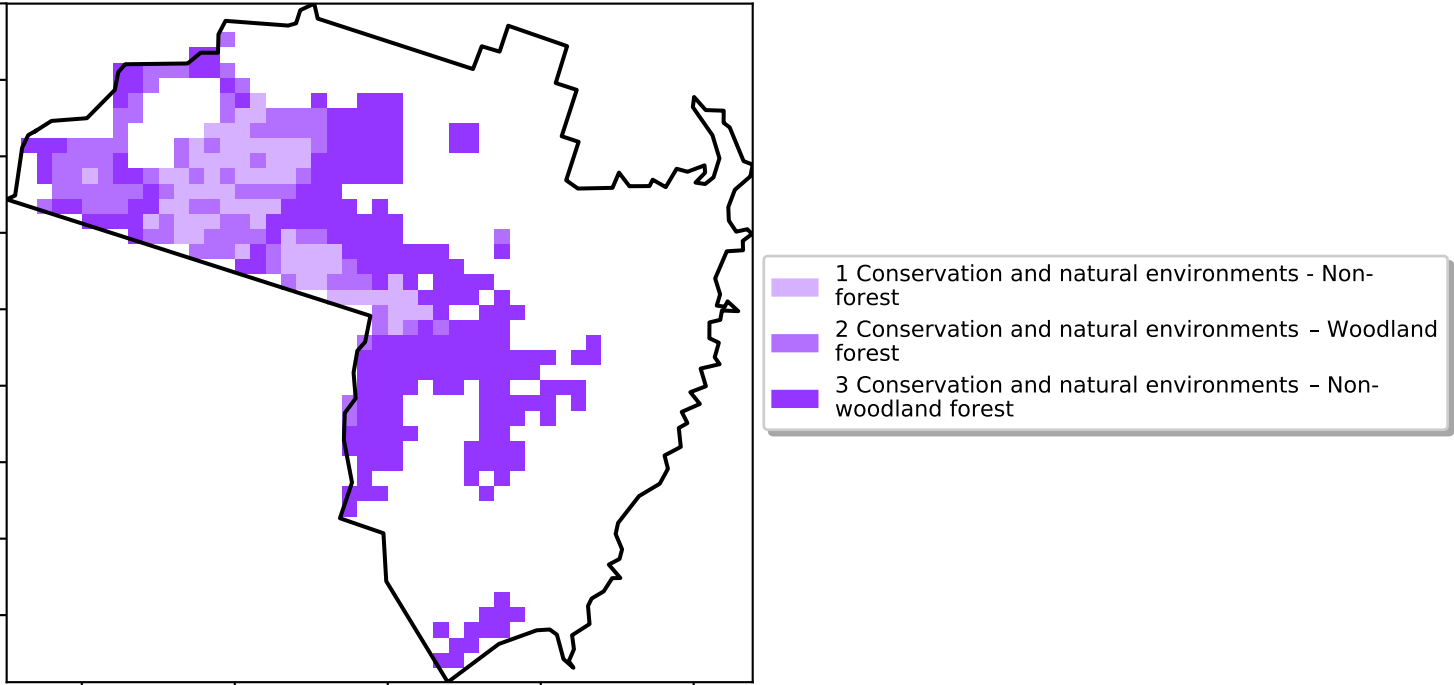 1 Conservation and natural environments - Non-
forest
2 Conservation and natural environments – Woodland
forest
3 Conservation and natural environments – Non-
woodland forest